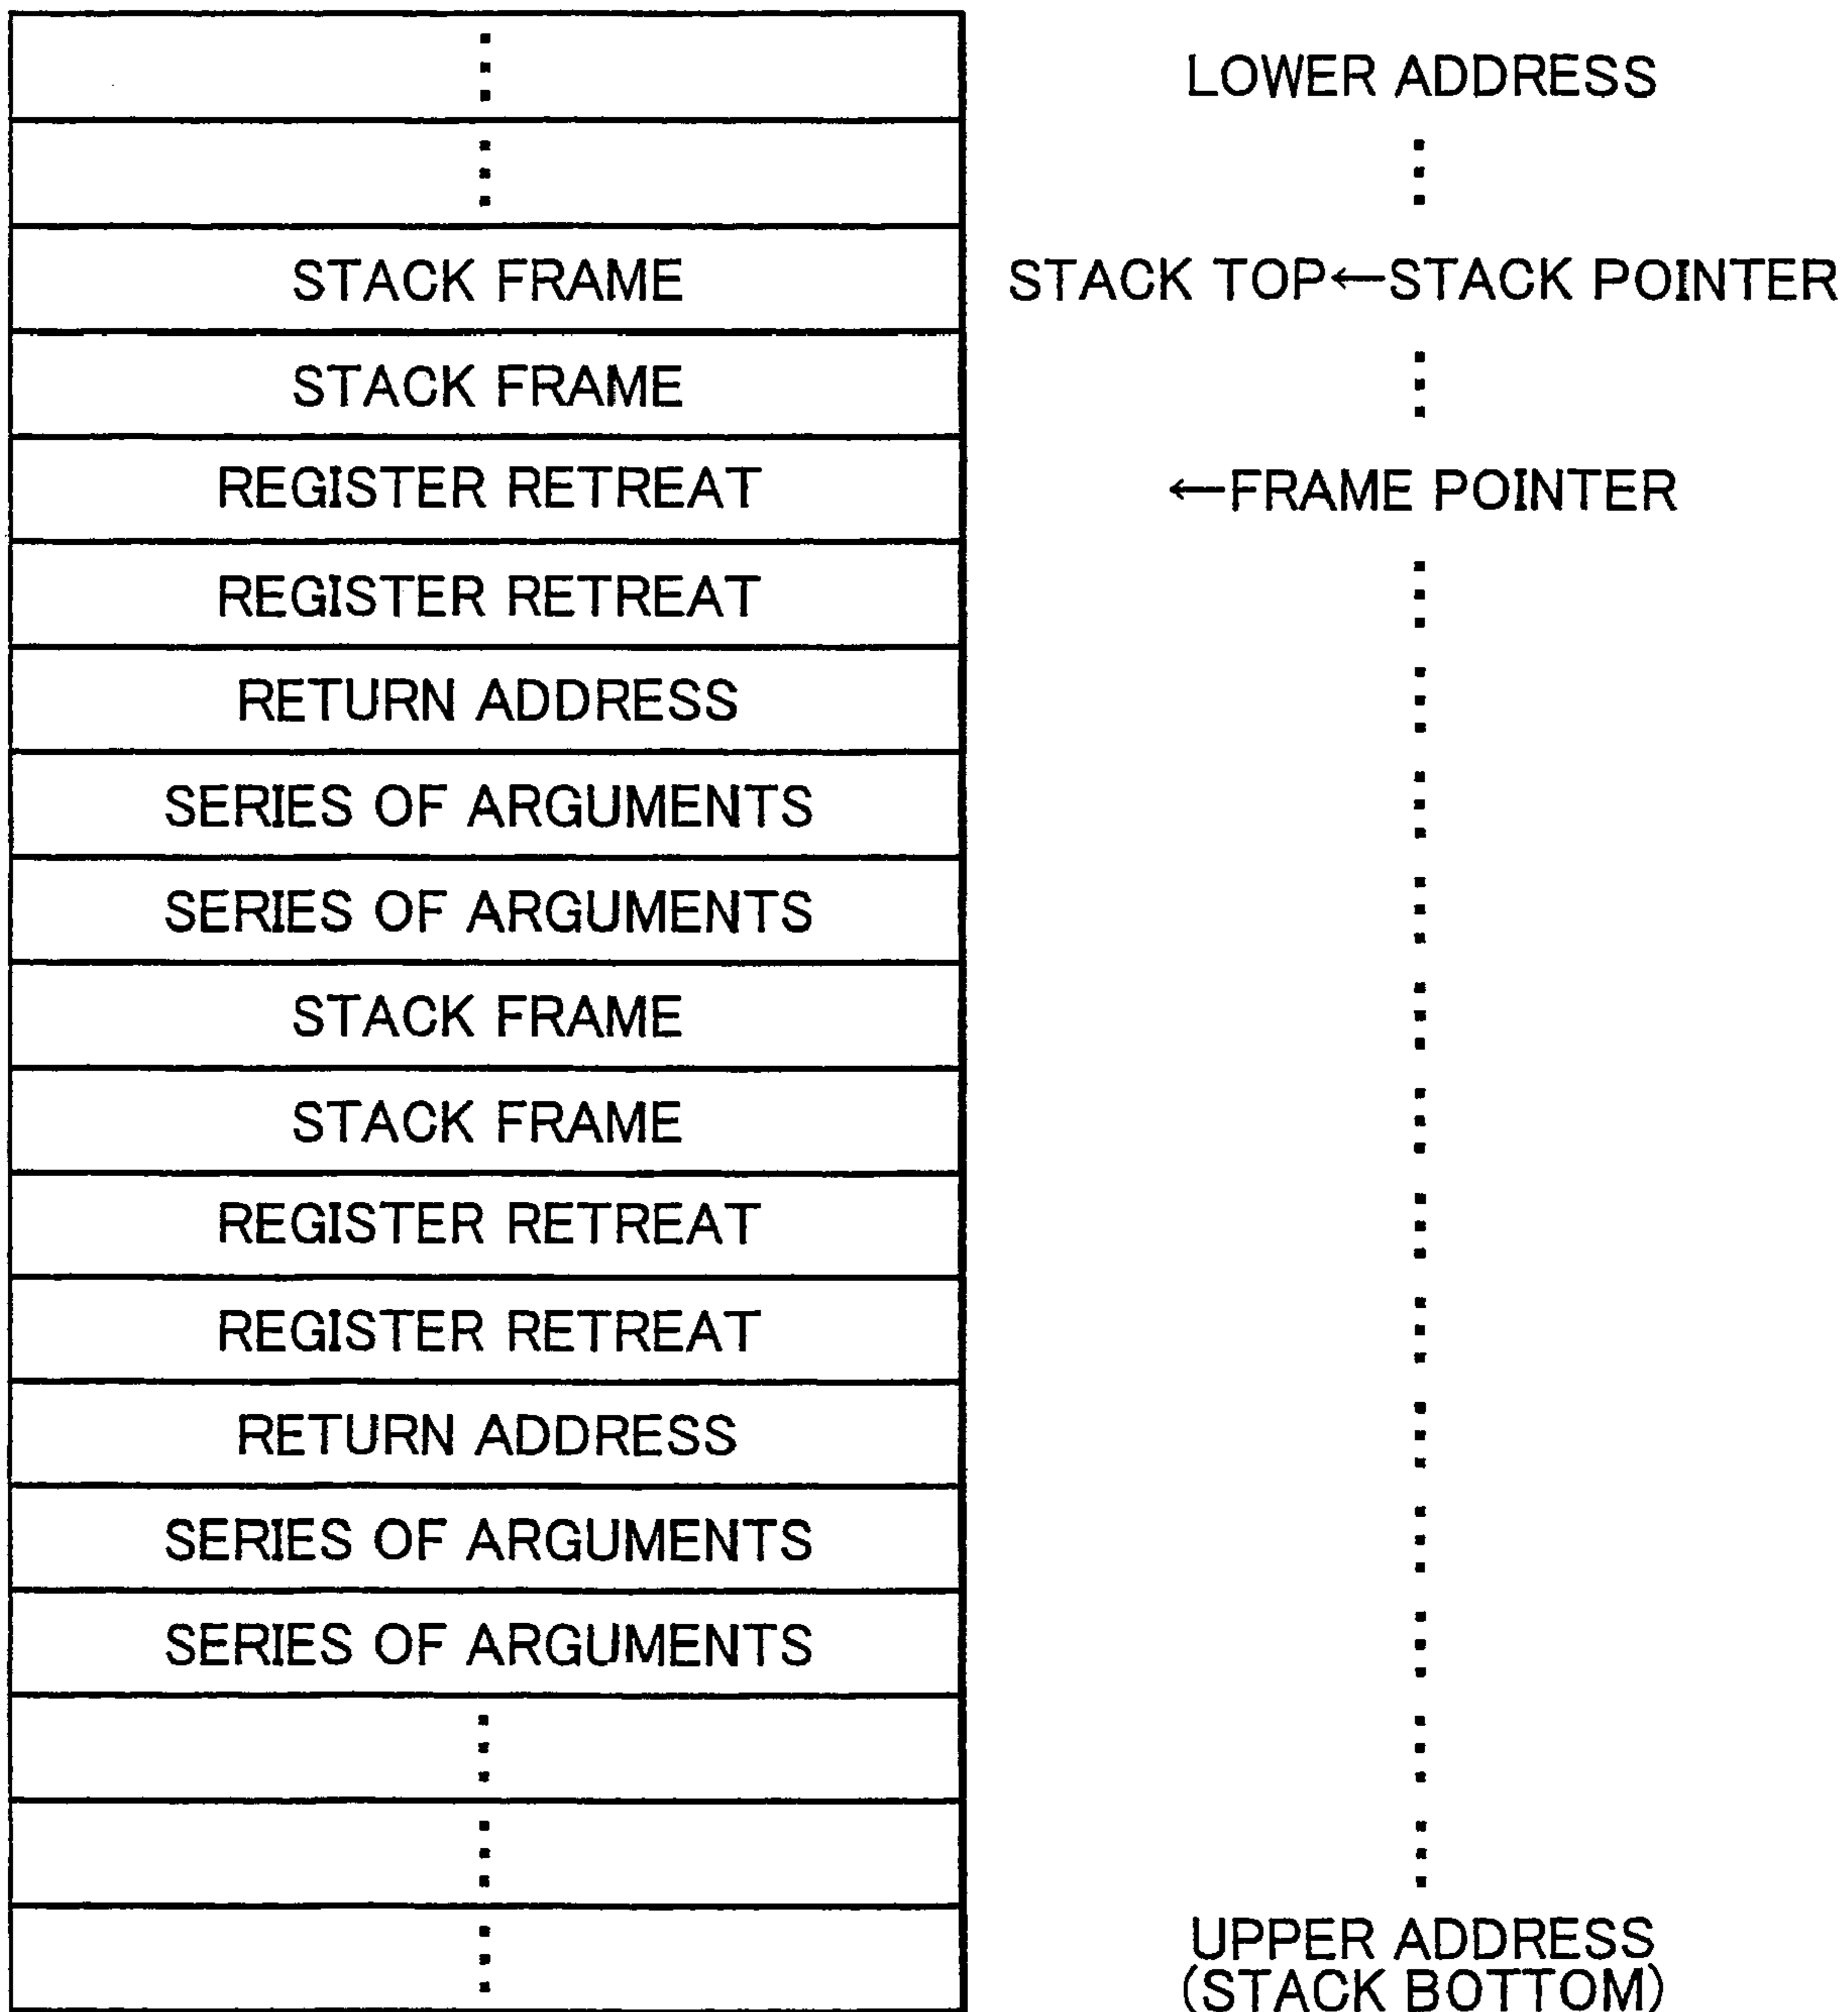 LOWER ADDRESS
STACK FRAME STACK TOP←STACK POINTER
STACK FRAME
REGISTER RETREAT ←FRAME POINTER
REGISTER RETREAT
RETURN ADDRESS
SERIES OF ARGUMENTS
SERIES OF ARGUMENTS
STACK FRAME
STACK FRAME
REGISTER RETREAT
REGISTER RETREAT
RETURN ADDRESS
SERIES OF ARGUMENTS
SERIES OF ARGUMENTS
UPPER ADDRESS
(STACK BOTTOM)